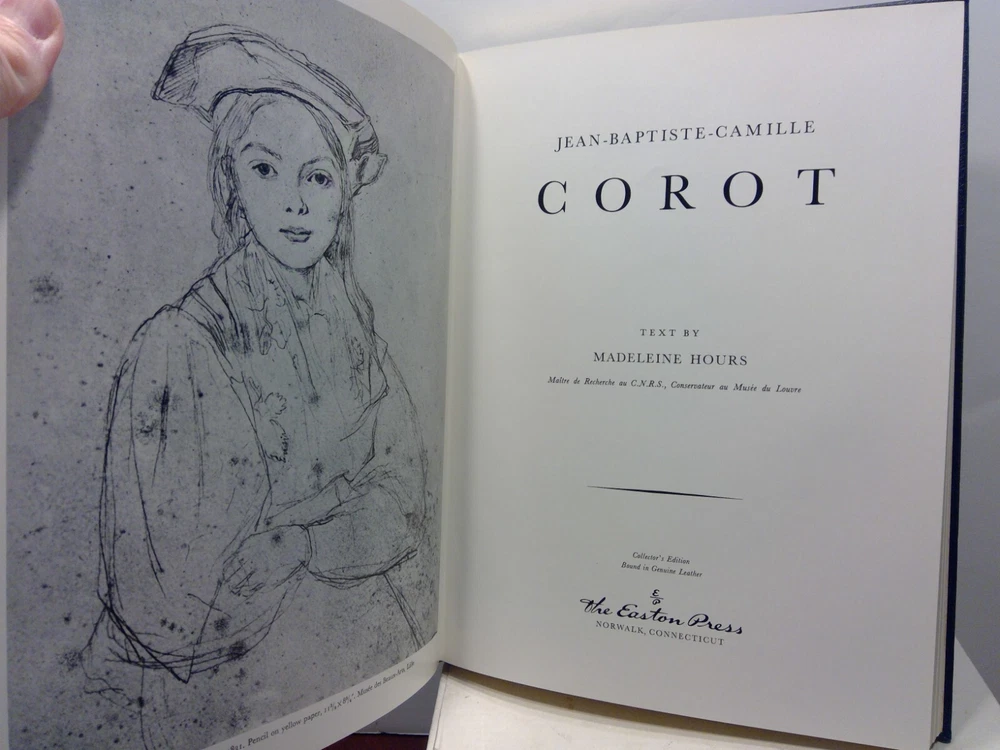 Pencil on yellow paper, Musée des Beaux-Arts, Lille
JEAN-BAPTISTE-CAMILLE
COROT
TEXT BY
MADELEINE HOURS
Maître de Recherche au C.N.R.S., Conservateur au Musée du Louvre
Collector's Edition
Bound in Genuine Leather
The Easton Press
NORWALK, CONNECTICUT